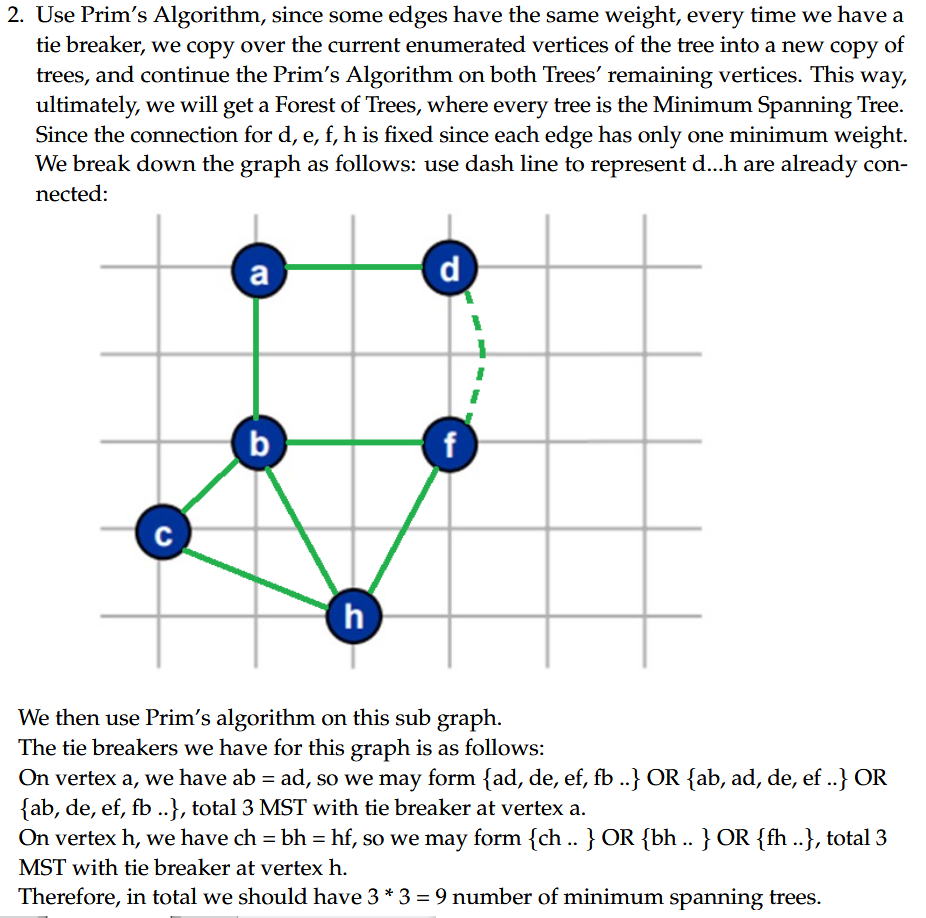 2. Use Prim's Algorithm, since some edges have the same weight, every time we have a
tie breaker, we copy over the current enumerated vertices of the tree into a new copy of
trees, and continue the Prim's Algorithm on both Trees' remaining vertices. This way,
ultimately, we will get a Forest of Trees, where every tree is the Minimum Spanning Tree.
Since the connection for d, e, f, h is fixed since each edge has only one minimum weight.
We break down the graph as follows: use dash line to represent d...h are already con-
nected:
a
d
b
f
c
h
We then use Prim's algorithm on this sub graph.
The tie breakers we have for this graph is as follows:
On vertex a, we have ab = ad, so we may form {ad, de, ef, fb ..} OR {ab, ad, de, ef ..} OR
{ab, de, ef, fb ..}, total 3 MST with tie breaker at vertex a.
On vertex h, we have ch = bh = hf, so we may form {ch .. } OR {bh .. } OR {fh ..}, total 3
MST with tie breaker at vertex h.
Therefore, in total we should have 3 * 3 = 9 number of minimum spanning trees.